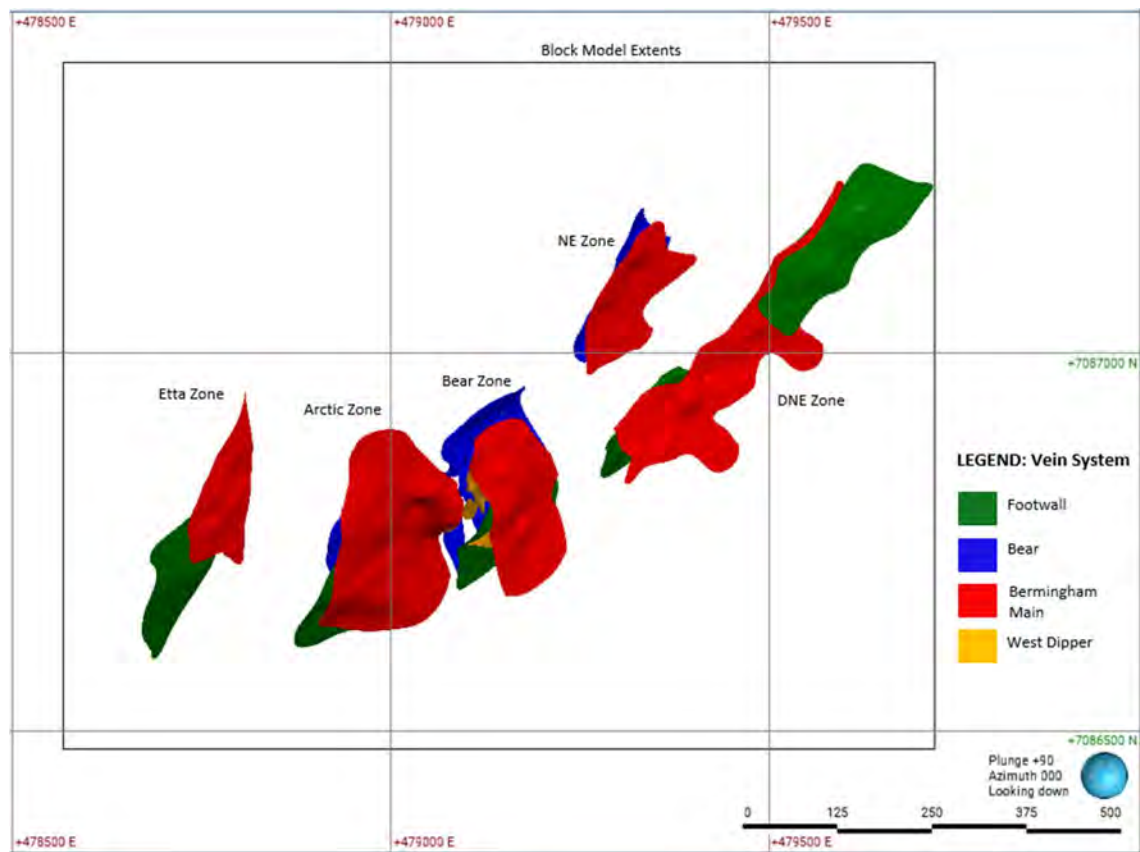 +478500 E
+479000 E
+479500 E
Block Model Extents
NE Zone
+7087000 N
Etta Zone
Bear Zone
Arctic Zone
DNE Zone
LEGEND: Vein System
Footwall
Bear
Bermingham
Main
West Dipper
+7086500 N
Plunge +90
Azimuth 000
Looking down
0 125 250 375 500
+478500 E
+479000 E
+479500 E